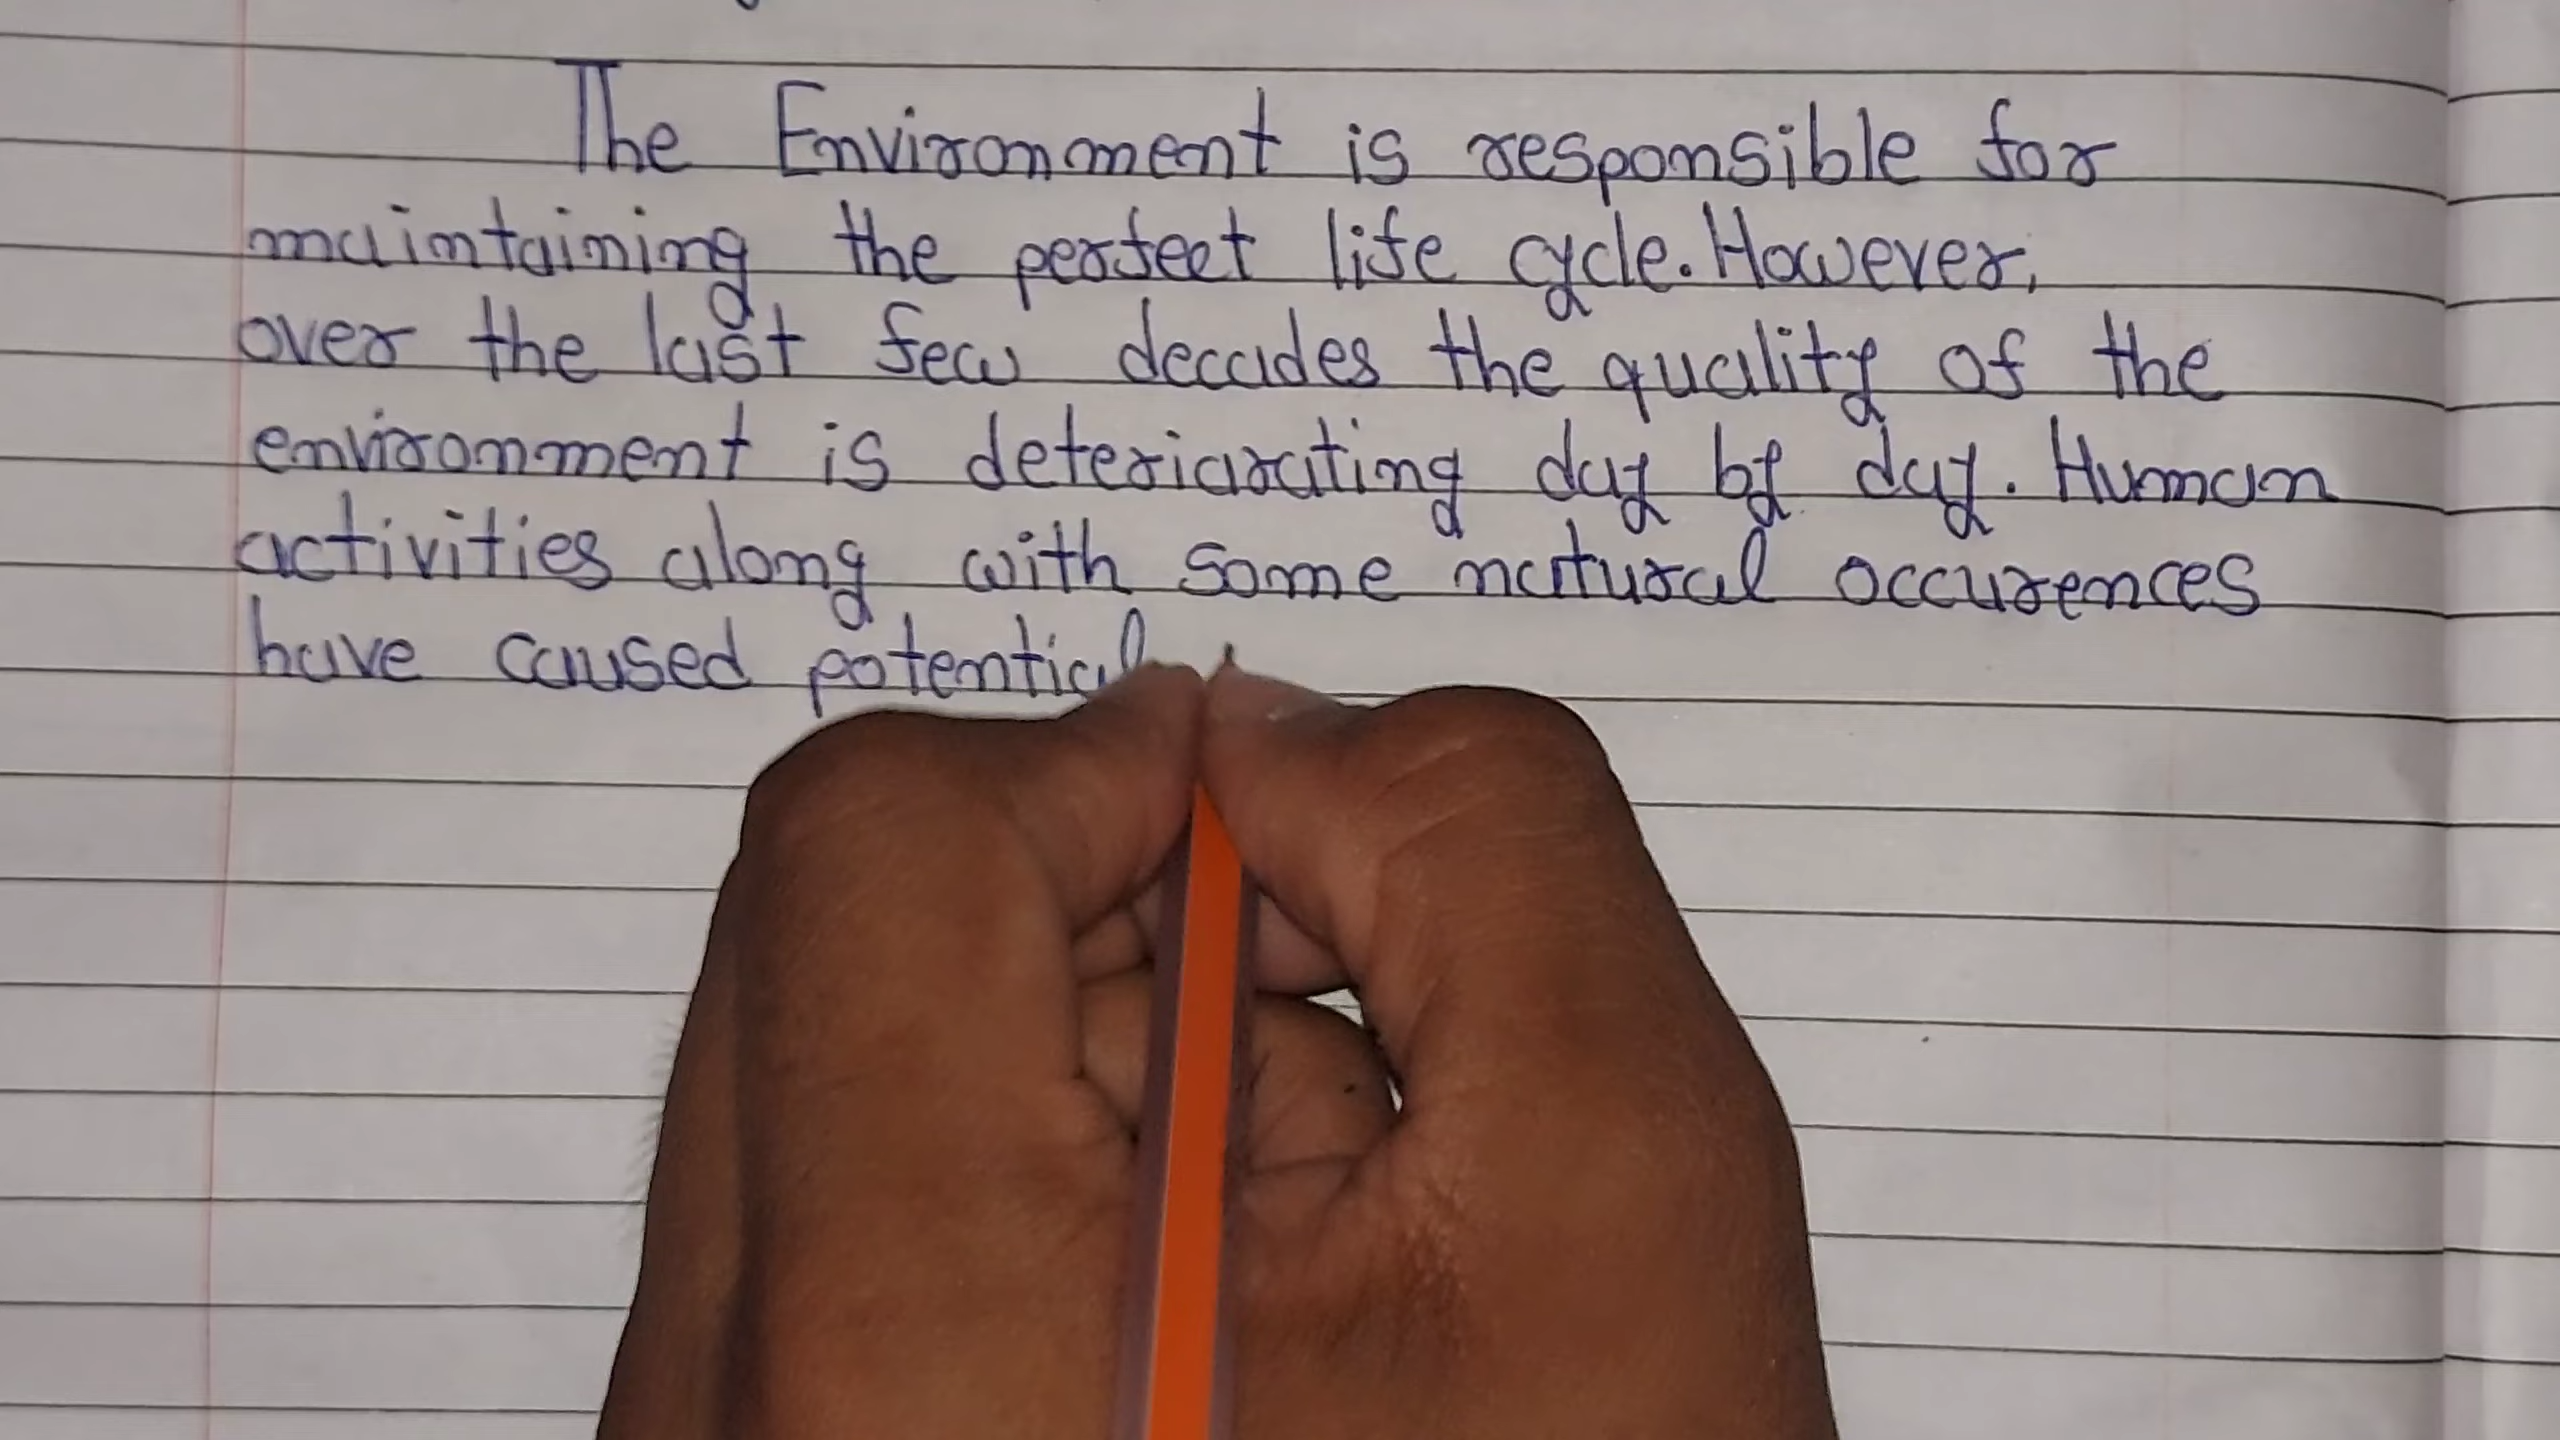 The Environment is responsible for
maintaining the perfect life cycle. However,
over the last few decades the quality of the
environment is deteriarating day by day. Human
activities along with some natural occurences
have caused potential